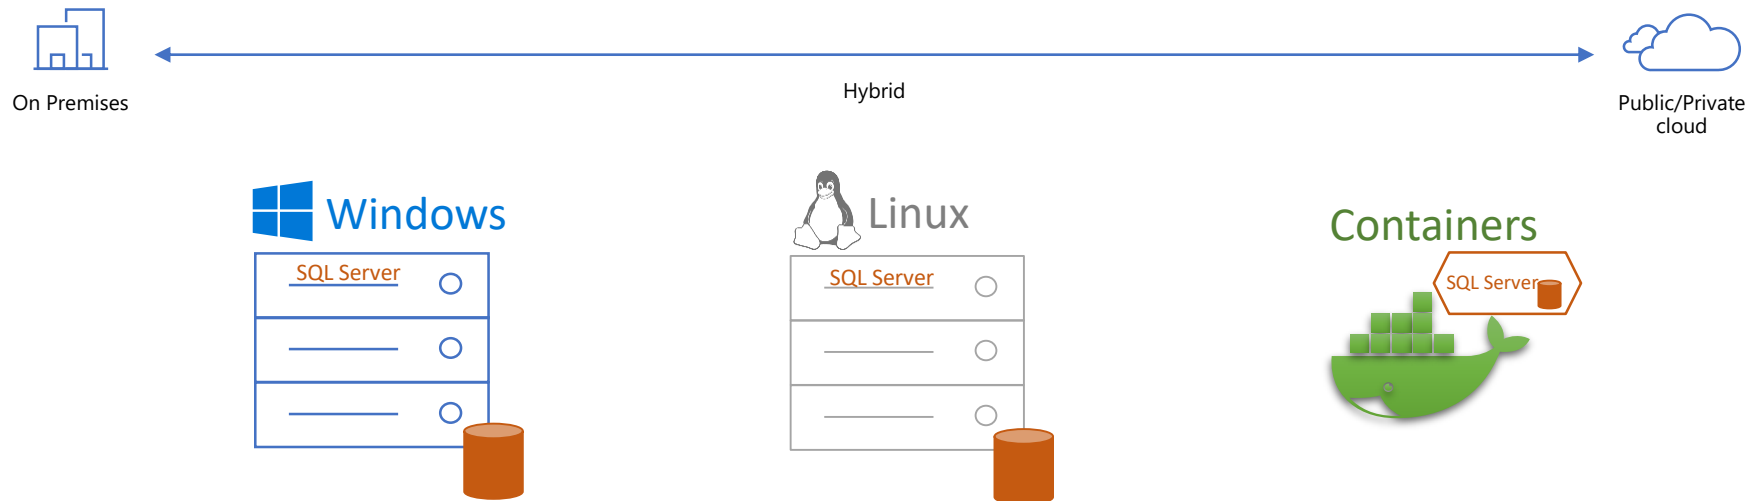 On Premises
Hybrid
Public/Private
cloud
Windows
Linux
Containers
SQL Server
SQL Server
SQL Server